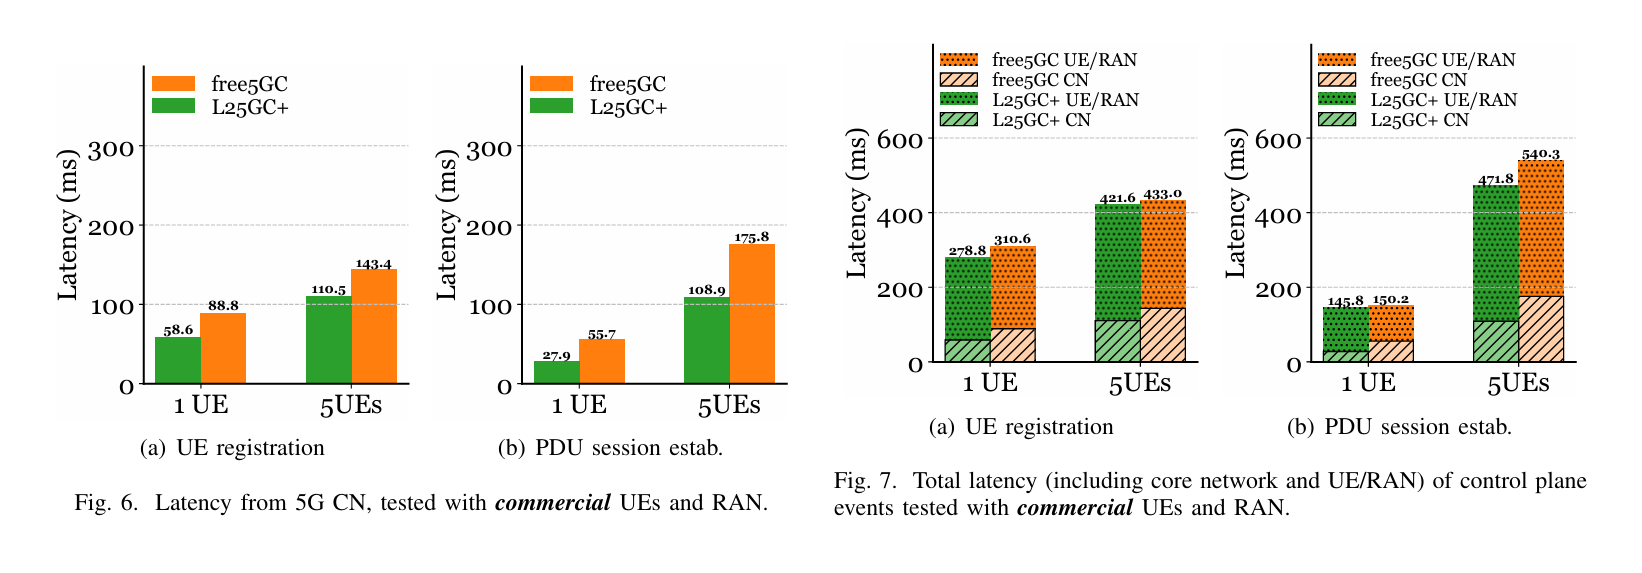 free5GC
L25GC+
Latency (ms)
300
200
100
0
58.6
88.8
110.5
143.4
1 UE
5UEs
(a) UE registration
free5GC
L25GC+
Latency (ms)
300
200
100
0
27.9
55.7
108.9
175.8
1 UE
5UEs
(b) PDU session estab.
Fig. 6. Latency from 5G CN, tested with commercial UEs and RAN.
free5GC UE/RAN
free5GC CN
L25GC+ UE/RAN
L25GC+ CN
Latency (ms)
600
400
200
0
278.8
310.6
421.6
433.0
1 UE
5UEs
(a) UE registration
free5GC UE/RAN
free5GC CN
L25GC+ UE/RAN
L25GC+ CN
Latency (ms)
600
400
200
0
145.8
150.2
471.8
540.3
1 UE
5UEs
(b) PDU session estab.
Fig. 7. Total latency (including core network and UE/RAN) of control plane
events tested with commercial UEs and RAN.